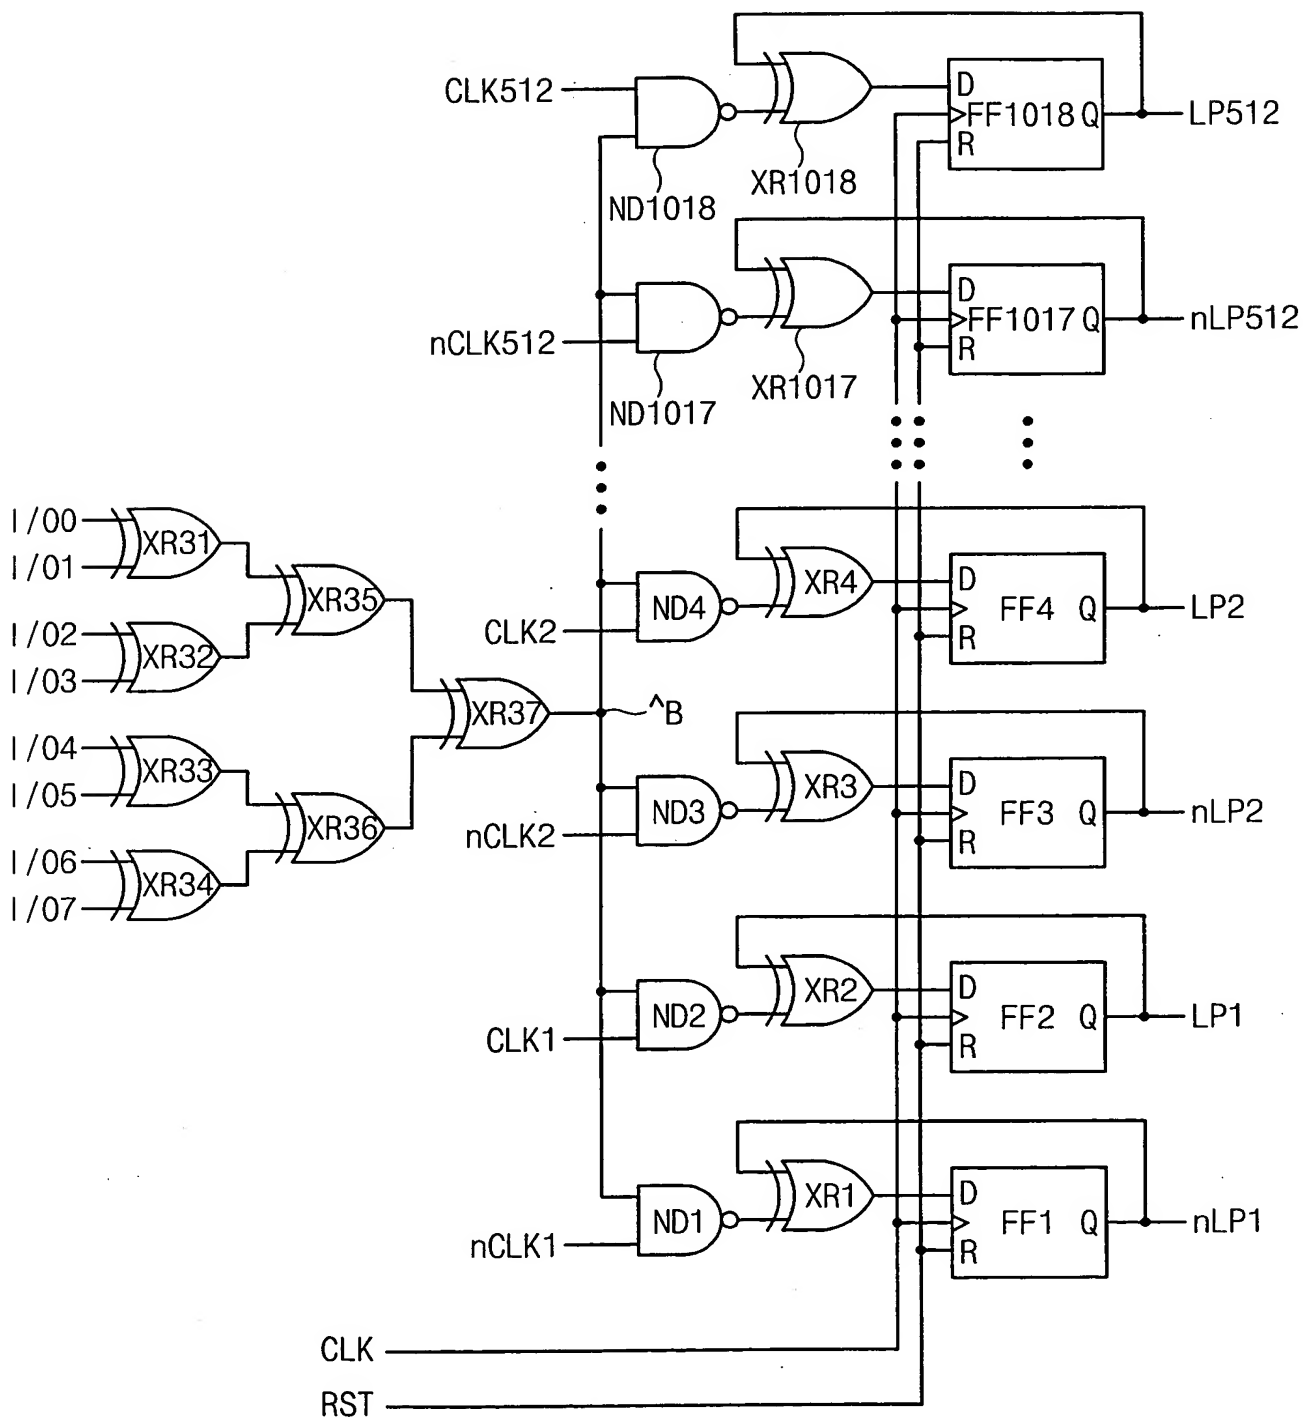 CLK512
D
FF1018 Q
LP512
R
XR1018
ND1018
D
FF1017 Q
nLP512
R
nCLK512
XR1017
ND1017
I/00
XR31
I/01
XR35
I/02
XR32
I/03
XR37
^B
I/04
XR33
I/05
XR36
I/06
XR34
I/07
CLK2
ND4
XR4
D
FF4 Q
LP2
R
nCLK2
ND3
XR3
D
FF3 Q
nLP2
R
CLK1
ND2
XR2
D
FF2 Q
LP1
R
nCLK1
ND1
XR1
D
FF1 Q
nLP1
R
CLK
RST